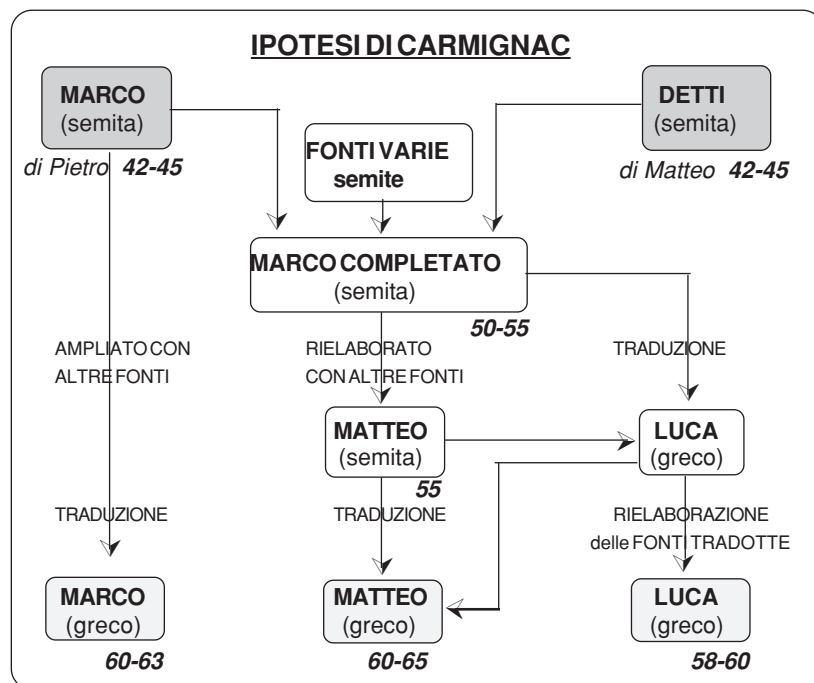 IPOTESI DI CARMIGNAC
MARCO
(semita)
di Pietro 42-45
FONTI VARIE
semite
DETTI
(semita)
di Matteo 42-45
MARCO COMPLETATO
(semita)
50-55
AMPLIATO CON
ALTRE FONTI
RIELABORATO
CON ALTRE FONTI
TRADUZIONE
MATTEO
(semita)
55
LUCA
(greco)
TRADUZIONE
TRADUZIONE
RIELABORAZIONE
delle FONTI TRADOTTE
MARCO
(greco)
60-63
MATTEO
(greco)
60-65
LUCA
(greco)
58-60